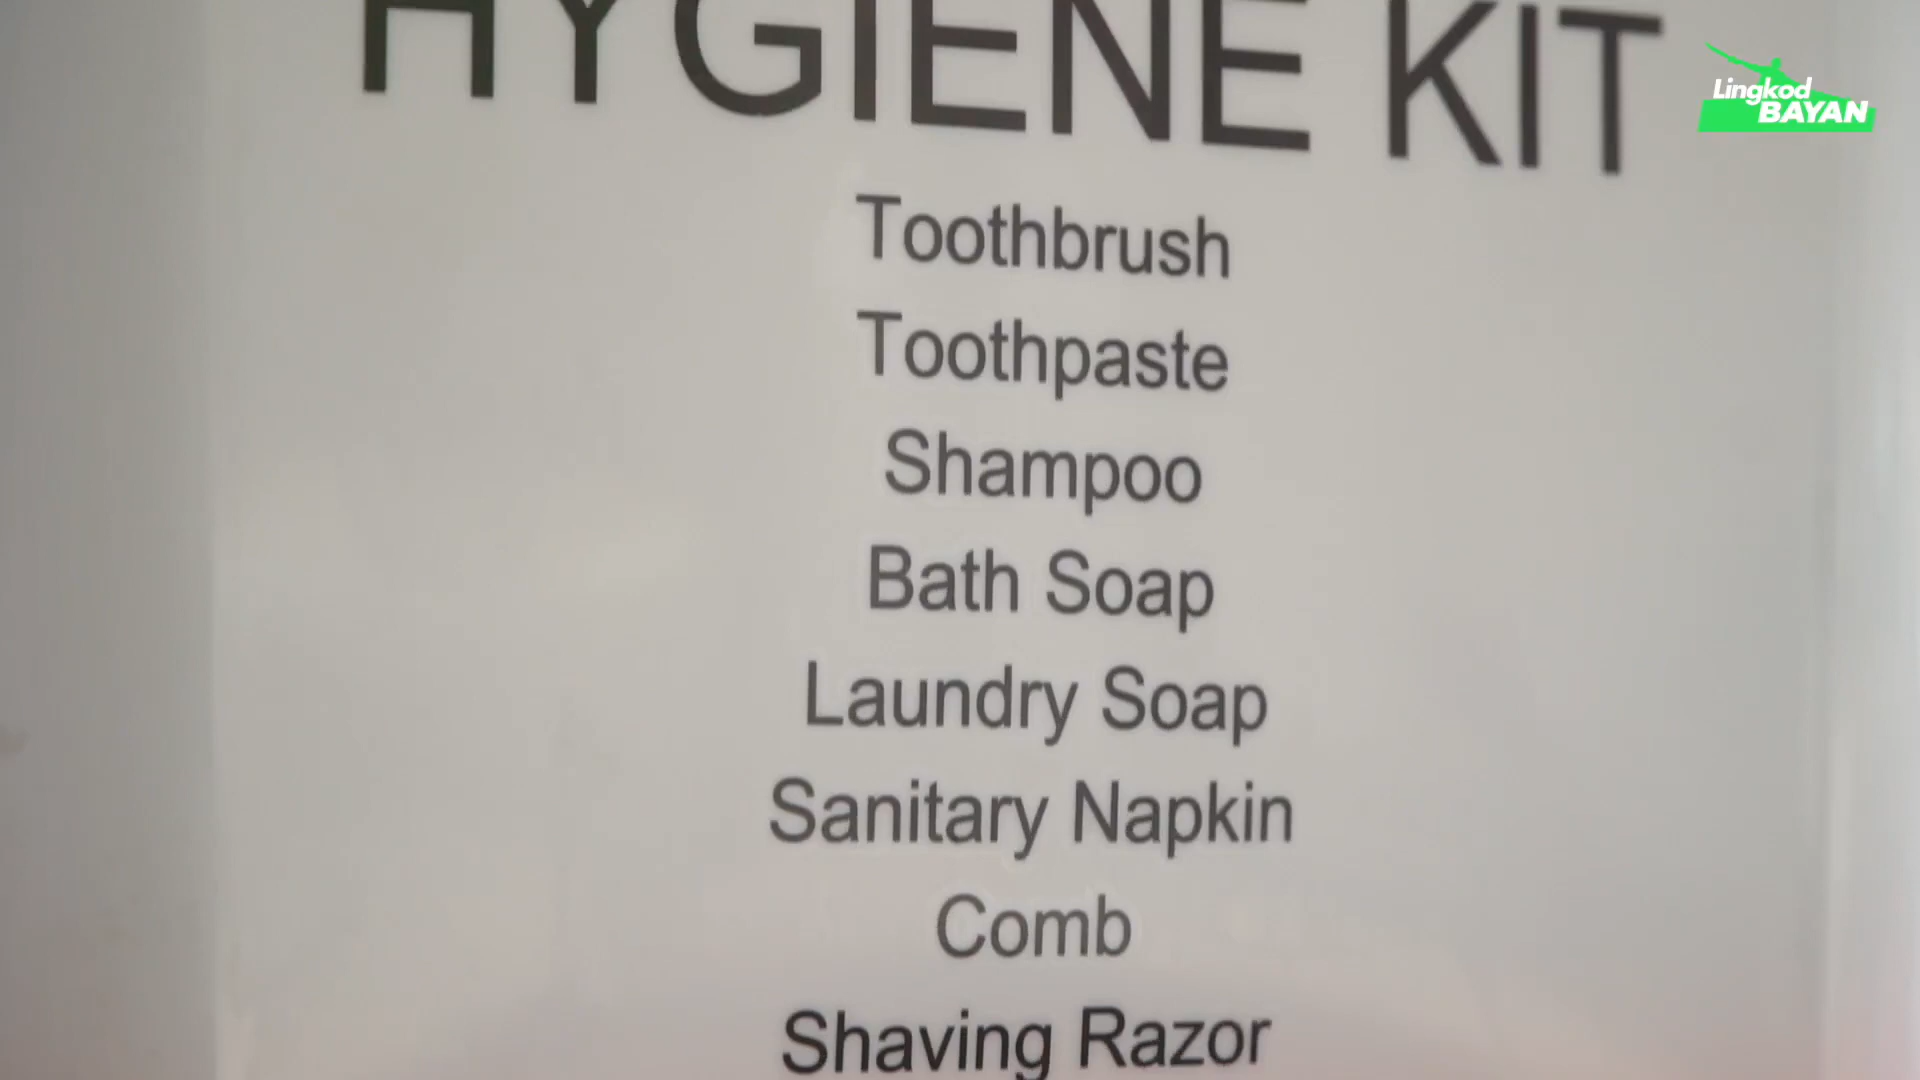 HYGIENE KIT
Lingkod
BAYAN
Toothbrush
Toothpaste
Shampoo
Bath Soap
Laundry Soap
Sanitary Napkin
Comb
Shaving Razor